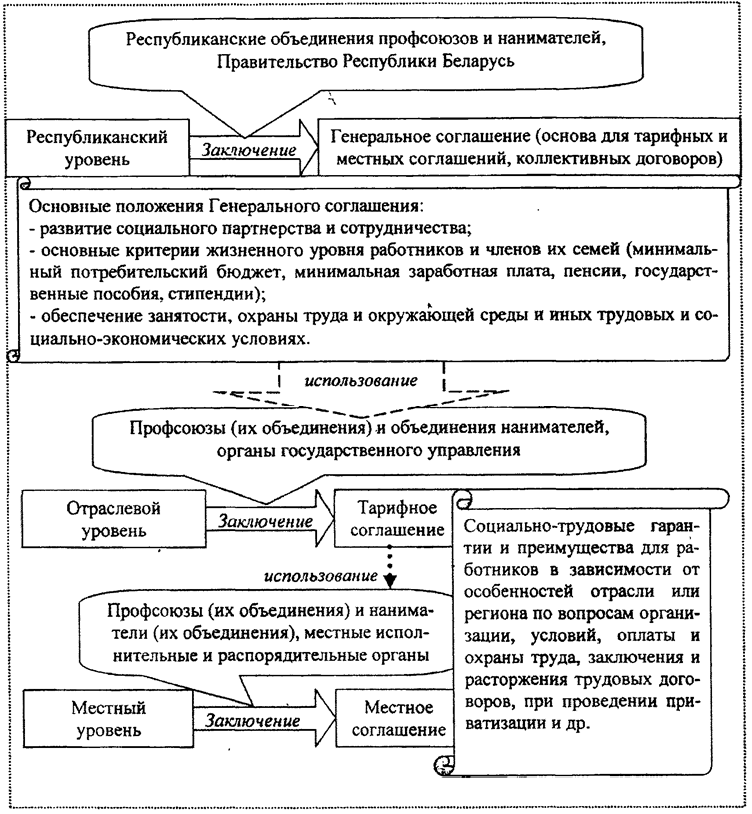 Республиканские объединения профсоюзов и нанимателей,
Правительство Республики Беларусь
Республиканский
уровень
Заключение
Генеральное соглашение (основа для тарифных и
местных соглашений, коллективных договоров)
Основные положения Генерального соглашения:
- развитие социального партнерства и сотрудничества;
- основные критерии жизненного уровня работников и членов их семей (минималь-
ный потребительский бюджет, минимальная заработная плата, пенсии, государст-
венные пособия, стипендии);
- обеспечение занятости, охраны труда и окружающей среды и иных трудовых и со-
циально-экономических условиях.
использование
Профсоюзы (их объединения) и объединения нанимателей,
органы государственного управления
Отраслевой
уровень
Заключение
Тарифное
соглашение
использование
Профсоюзы (их объединения) и нанима-
тели (их объединения), местные испол-
нительные и распорядительные органы
Местный
уровень
Заключение
Местное
соглашение
Социально-трудовые гаран-
тии и преимущества для ра-
ботников в зависимости от
особенностей отрасли или
региона по вопросам органи-
зации, условий, оплаты и
охраны труда, заключения и
расторжения трудовых дого-
воров, при проведении при-
ватизации и др.